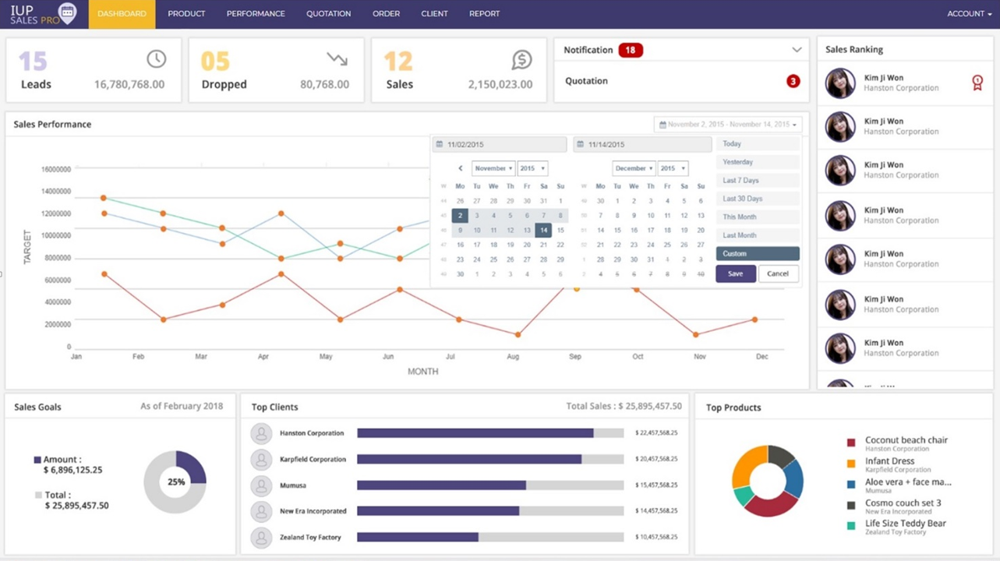 IUP
SALES PRO
DASHBOARD PRODUCT PERFORMANCE QUOTATION ORDER CLIENT REPORT ACCOUNT
15
Leads 16,780,768.00
05
Dropped 80,768.00
12
Sales 2,150,023.00
Notification 18
Quotation 3
Sales Performance
November 2, 2015 - November 14, 2015
11/02/2015 11/14/2015
November 2015
W Mo Tu We Th Fr Sa Su
44 26 27 28 29 30 31 1
45 2 3 4 5 6 7 8
9 10 11 12 13 14 15
47 16 17 18 19 20 21 22
23 24 25 26 27 28 29
30 1 2 3 4 5 6
December 2015
W Mo Tu We Th Fr Sa Su
30 1 2 3 4 5 6
7 8 9 10 11 12 13
14 15 16 17 18 19 20
21 22 23 24 25 26 27
1 28 29 30 31 1 2 3
2 4 5 6 7 8 9 10
Today
Yesterday
Last 7 Days
Last 30 Days
This Month
Last Month
Custom
Save Cancel
TARGET
16000000
14000000
12000000
10000000
8000000
6000000
4000000
2000000
0
Jan Feb Mar Apr May Jun Jul Aug Sep Oct Nov Dec
MONTH
Sales Ranking
Kim Ji Won
Hanston Corporation
1
Kim Ji Won
Hanston Corporation
Kim Ji Won
Hanston Corporation
Kim Ji Won
Hanston Corporation
Kim Ji Won
Hanston Corporation
Kim Ji Won
Hanston Corporation
Kim Ji Won
Hanston Corporation
Sales Goals As of February 2018
Amount :
$ 6,896,125.25
Total :
$ 25,895,457.50
25%
Top Clients Total Sales : $ 25,895,457.50
Hanston Corporation $ 22,457,568.25
Karpfield Corporation $ 20,457,568.25
Mumusa $ 15,457,568.25
New Era Incorporated $ 14,457,568.25
Zealand Toy Factory $ 10,457,568.25
Top Products
Coconut beach chair
Hanston Corporation
Infant Dress
Karpfield Corporation
Aloe vera + face ma...
Mumusa
Cosmo couch set 3
New Era Incorporated
Life Size Teddy Bear
Zealand Toy Factory